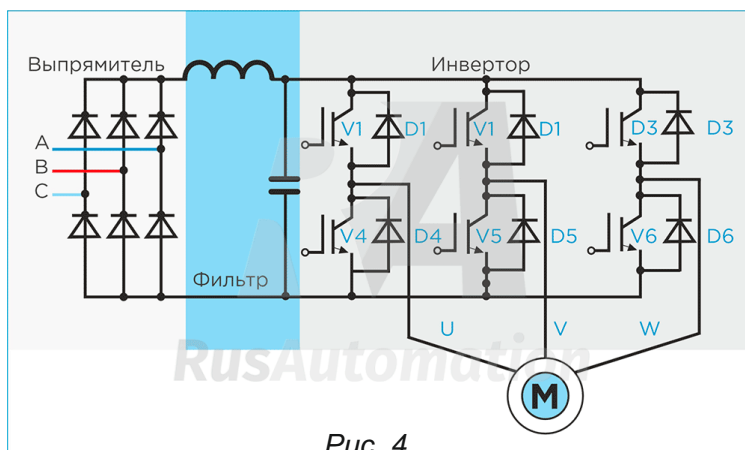 Выпрямитель
Инвертор
A
B
C
V1 D1 V1 D1 D3 D3
V4 D4 V5 D5 V6 D6
Фильтр
U V W
RusAutomation
M
Рис. 4